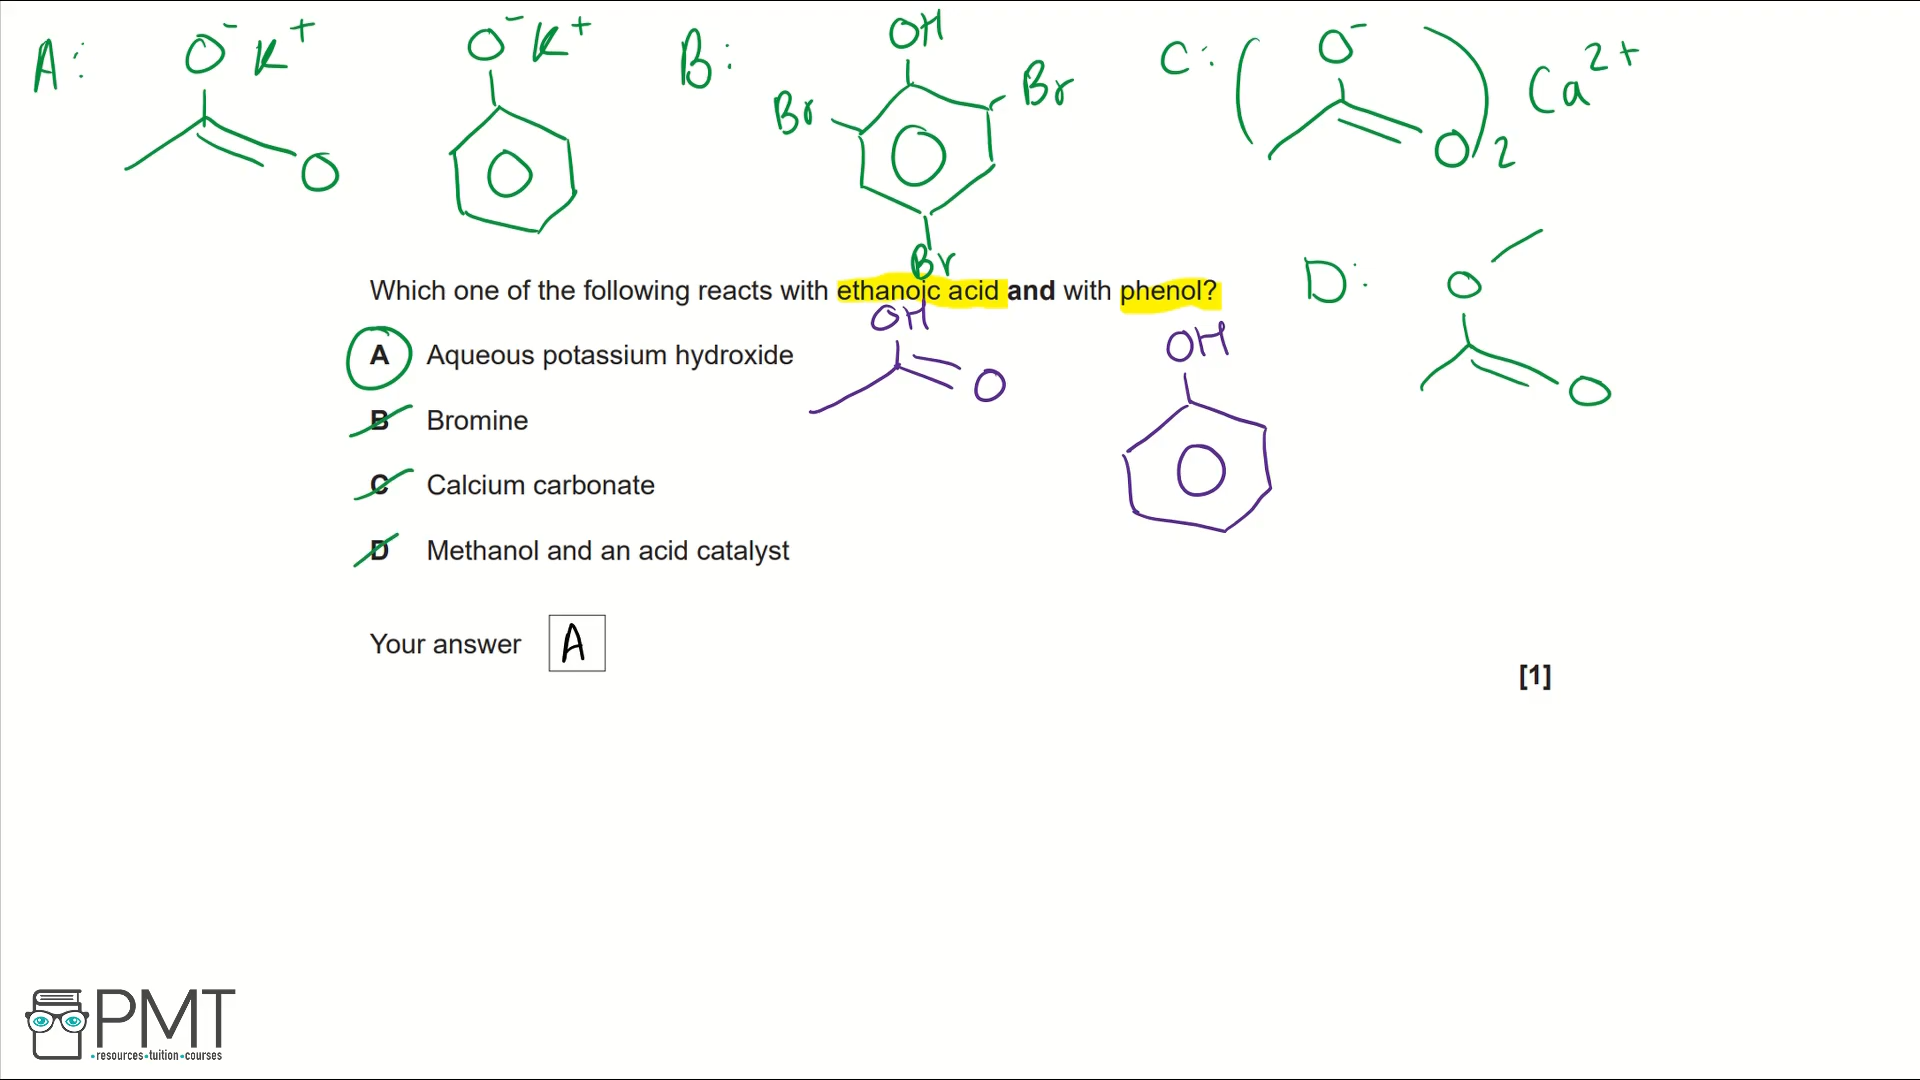 A: O⁻ K⁺ O
O⁻ K⁺
B: OH Br Br Br
C: ( O⁻ O )₂ Ca²⁺
Which one of the following reacts with ethanoic acid and with phenol?
D: O O
A Aqueous potassium hydroxide
OH O
OH
B Bromine
C Calcium carbonate
D Methanol and an acid catalyst
Your answer A
[1]
PMT
•resources•tuition•courses